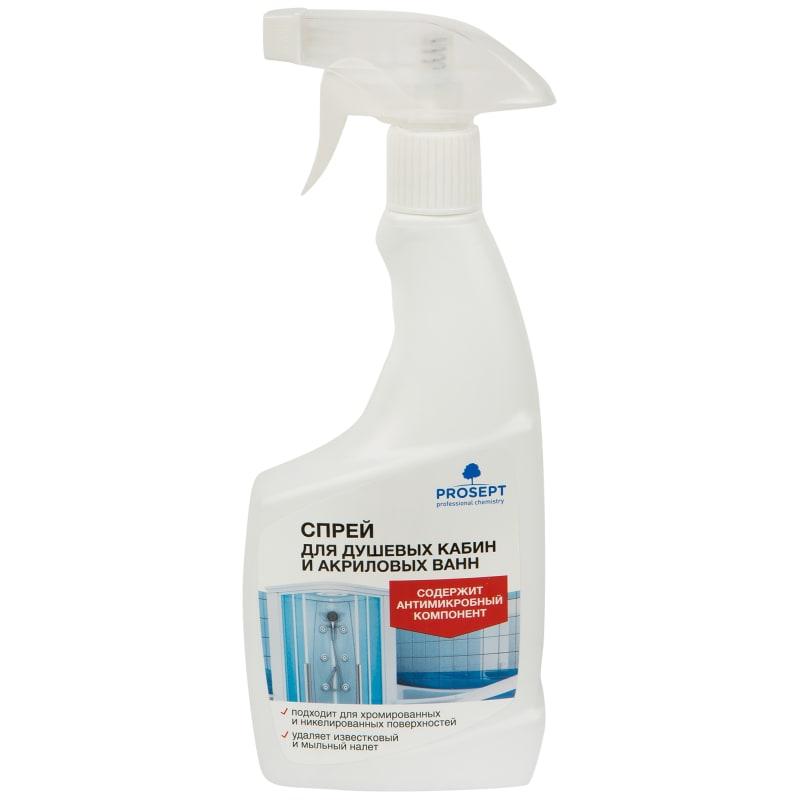 PROSEPT
professional chemistry
СПРЕЙ
ДЛЯ ДУШЕВЫХ КАБИН
И АКРИЛОВЫХ ВАНН
СОДЕРЖИТ
АНТИМИКРОБНЫЙ
КОМПОНЕНТ
подходит для хромированных
и никелированных поверхностей
удаляет известковый
и мыльный налет